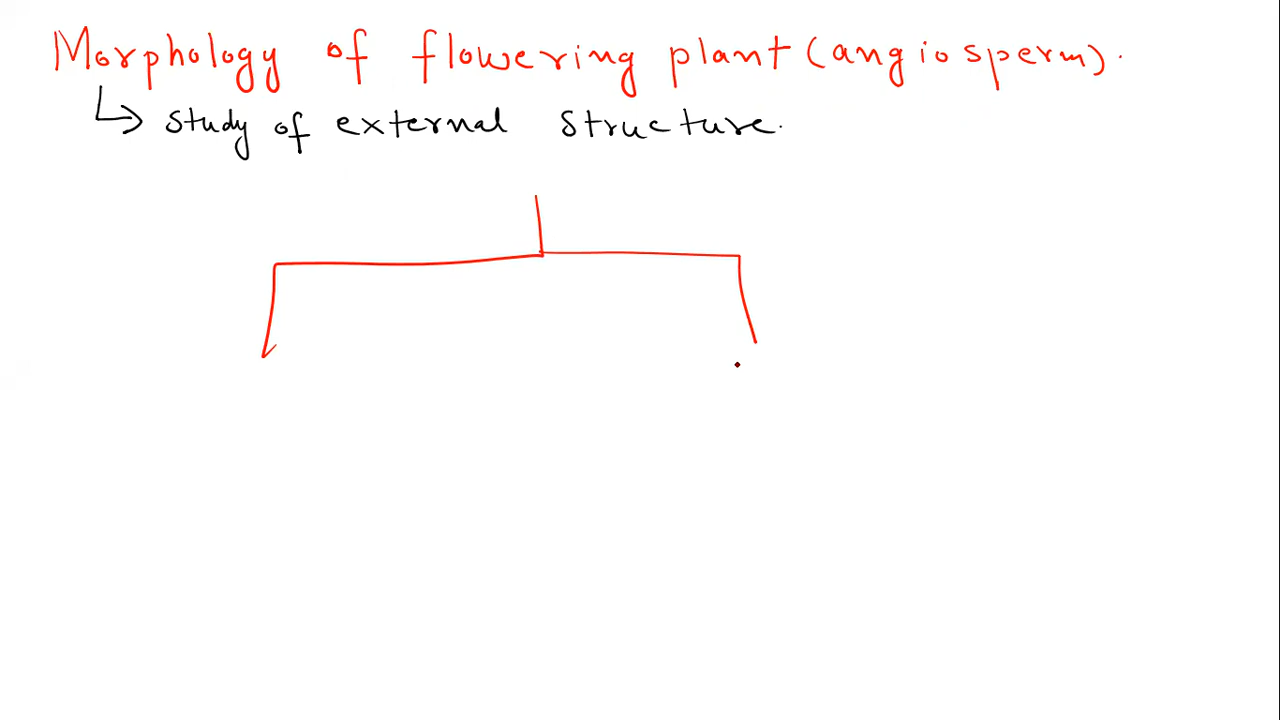 Morphology of flowering plant (angiosperm).
study of external structure.